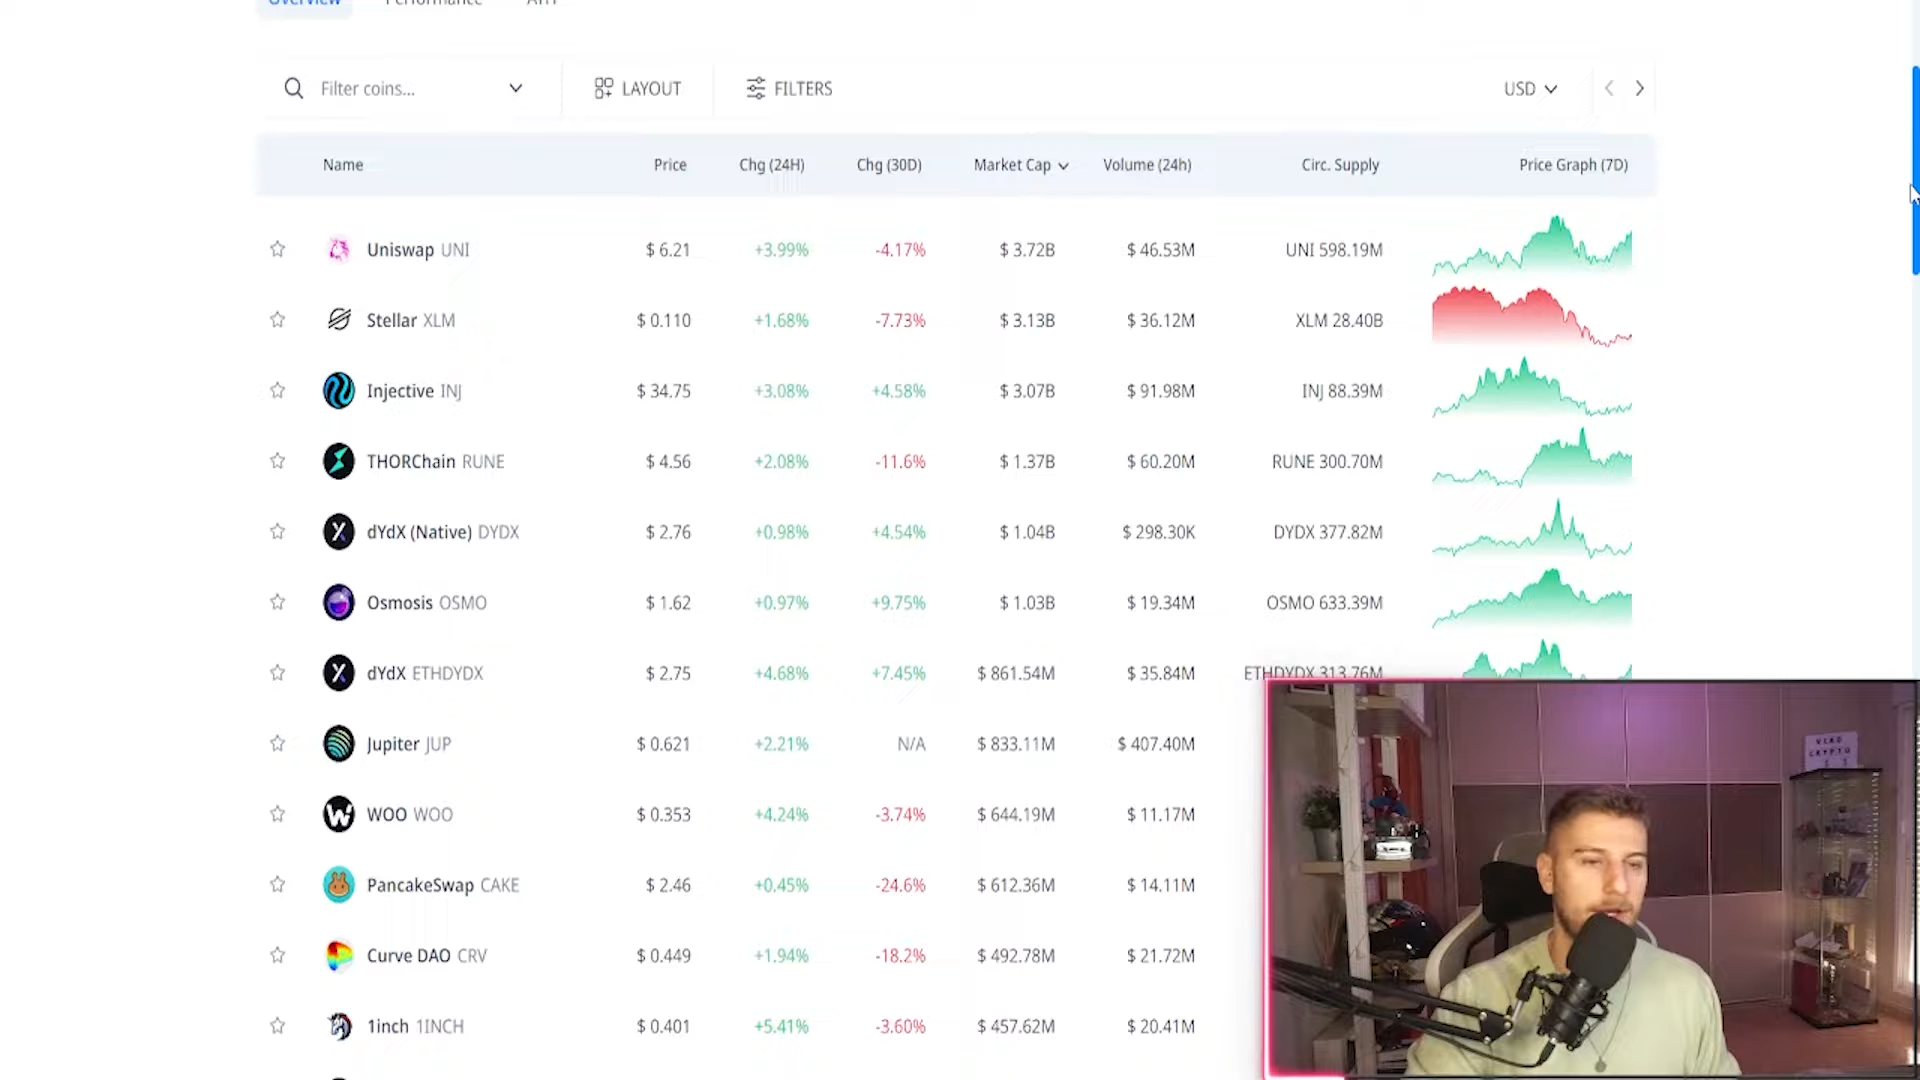 Overview Performance ATH
Filter coins... LAYOUT FILTERS USD
Name Price Chg (24H) Chg (30D) Market Cap Volume (24h) Circ. Supply Price Graph (7D)
Uniswap UNI $ 6.21 +3.99% -4.17% $ 3.72B $ 46.53M UNI 598.19M
Stellar XLM $ 0.110 +1.68% -7.73% $ 3.13B $ 36.12M XLM 28.40B
Injective INJ $ 34.75 +3.08% +4.58% $ 3.07B $ 91.98M INJ 88.39M
THORChain RUNE $ 4.56 +2.08% -11.6% $ 1.37B $ 60.20M RUNE 300.70M
dYdX (Native) DYDX $ 2.76 +0.98% +4.54% $ 1.04B $ 298.30K DYDX 377.82M
Osmosis OSMO $ 1.62 +0.97% +9.75% $ 1.03B $ 19.34M OSMO 633.39M
dYdX ETHDYDX $ 2.75 +4.68% +7.45% $ 861.54M $ 35.84M ETHDYDX 313.76M
Jupiter JUP $ 0.621 +2.21% N/A $ 833.11M $ 407.40M
WOO WOO $ 0.353 +4.24% -3.74% $ 644.19M $ 11.17M
PancakeSwap CAKE $ 2.46 +0.45% -24.6% $ 612.36M $ 14.11M
Curve DAO CRV $ 0.449 +1.94% -18.2% $ 492.78M $ 21.72M
1inch 1INCH $ 0.401 +5.41% -3.60% $ 457.62M $ 20.41M
VLAD
CRYPTO